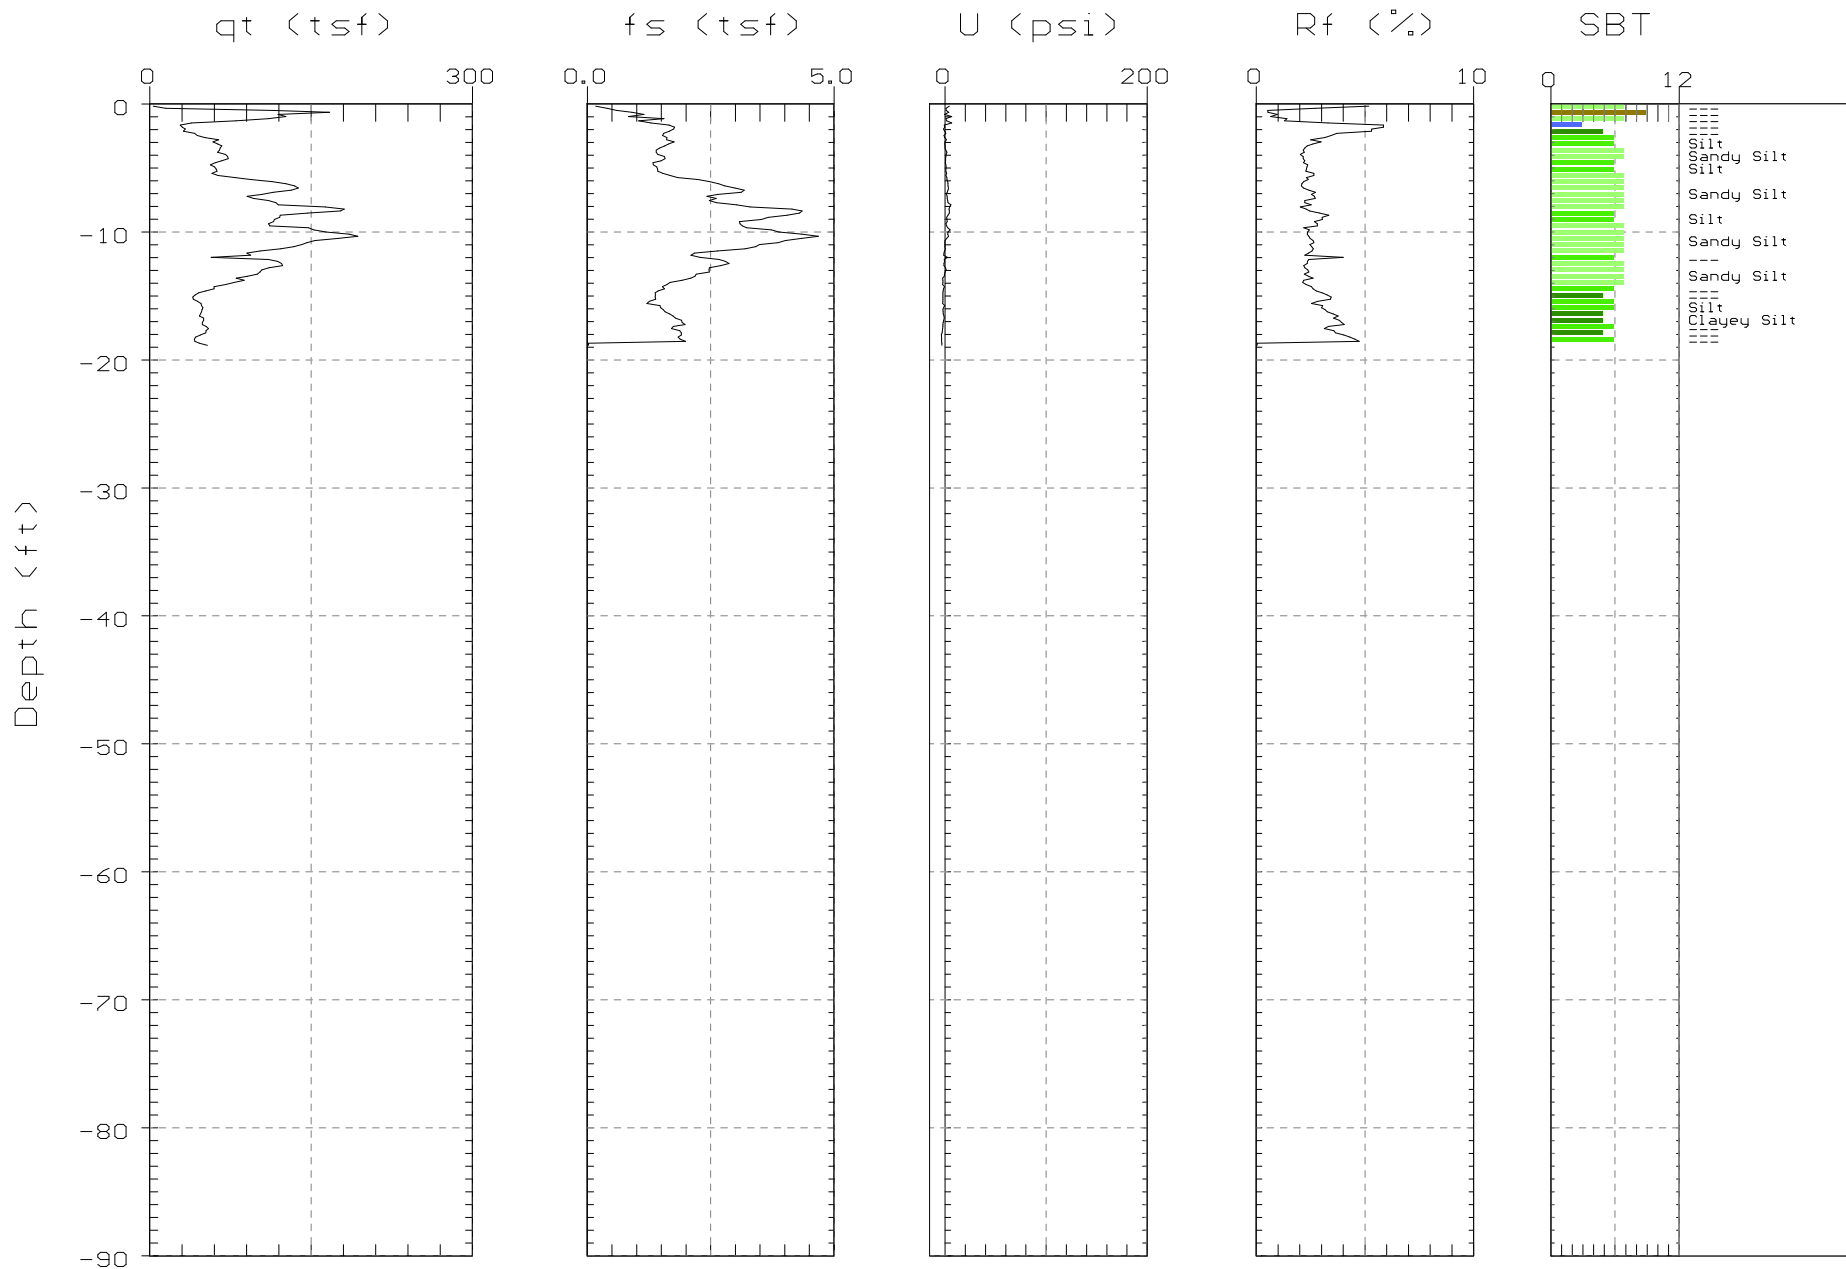 qt (tsf) fs (tsf) U (psi) Rf (%) SBT
0 300 0.0 5.0 0 200 0 10 0 12
0
-10
-20
-30
-40
-50
-60
-70
-80
-90
Depth (ft)
---
---
---
---
---
Silt
Sandy Silt
Silt
Sandy Silt
Silt
Sandy Silt
---
Sandy Silt
---
---
Silt
Clayey Silt
---
---
---